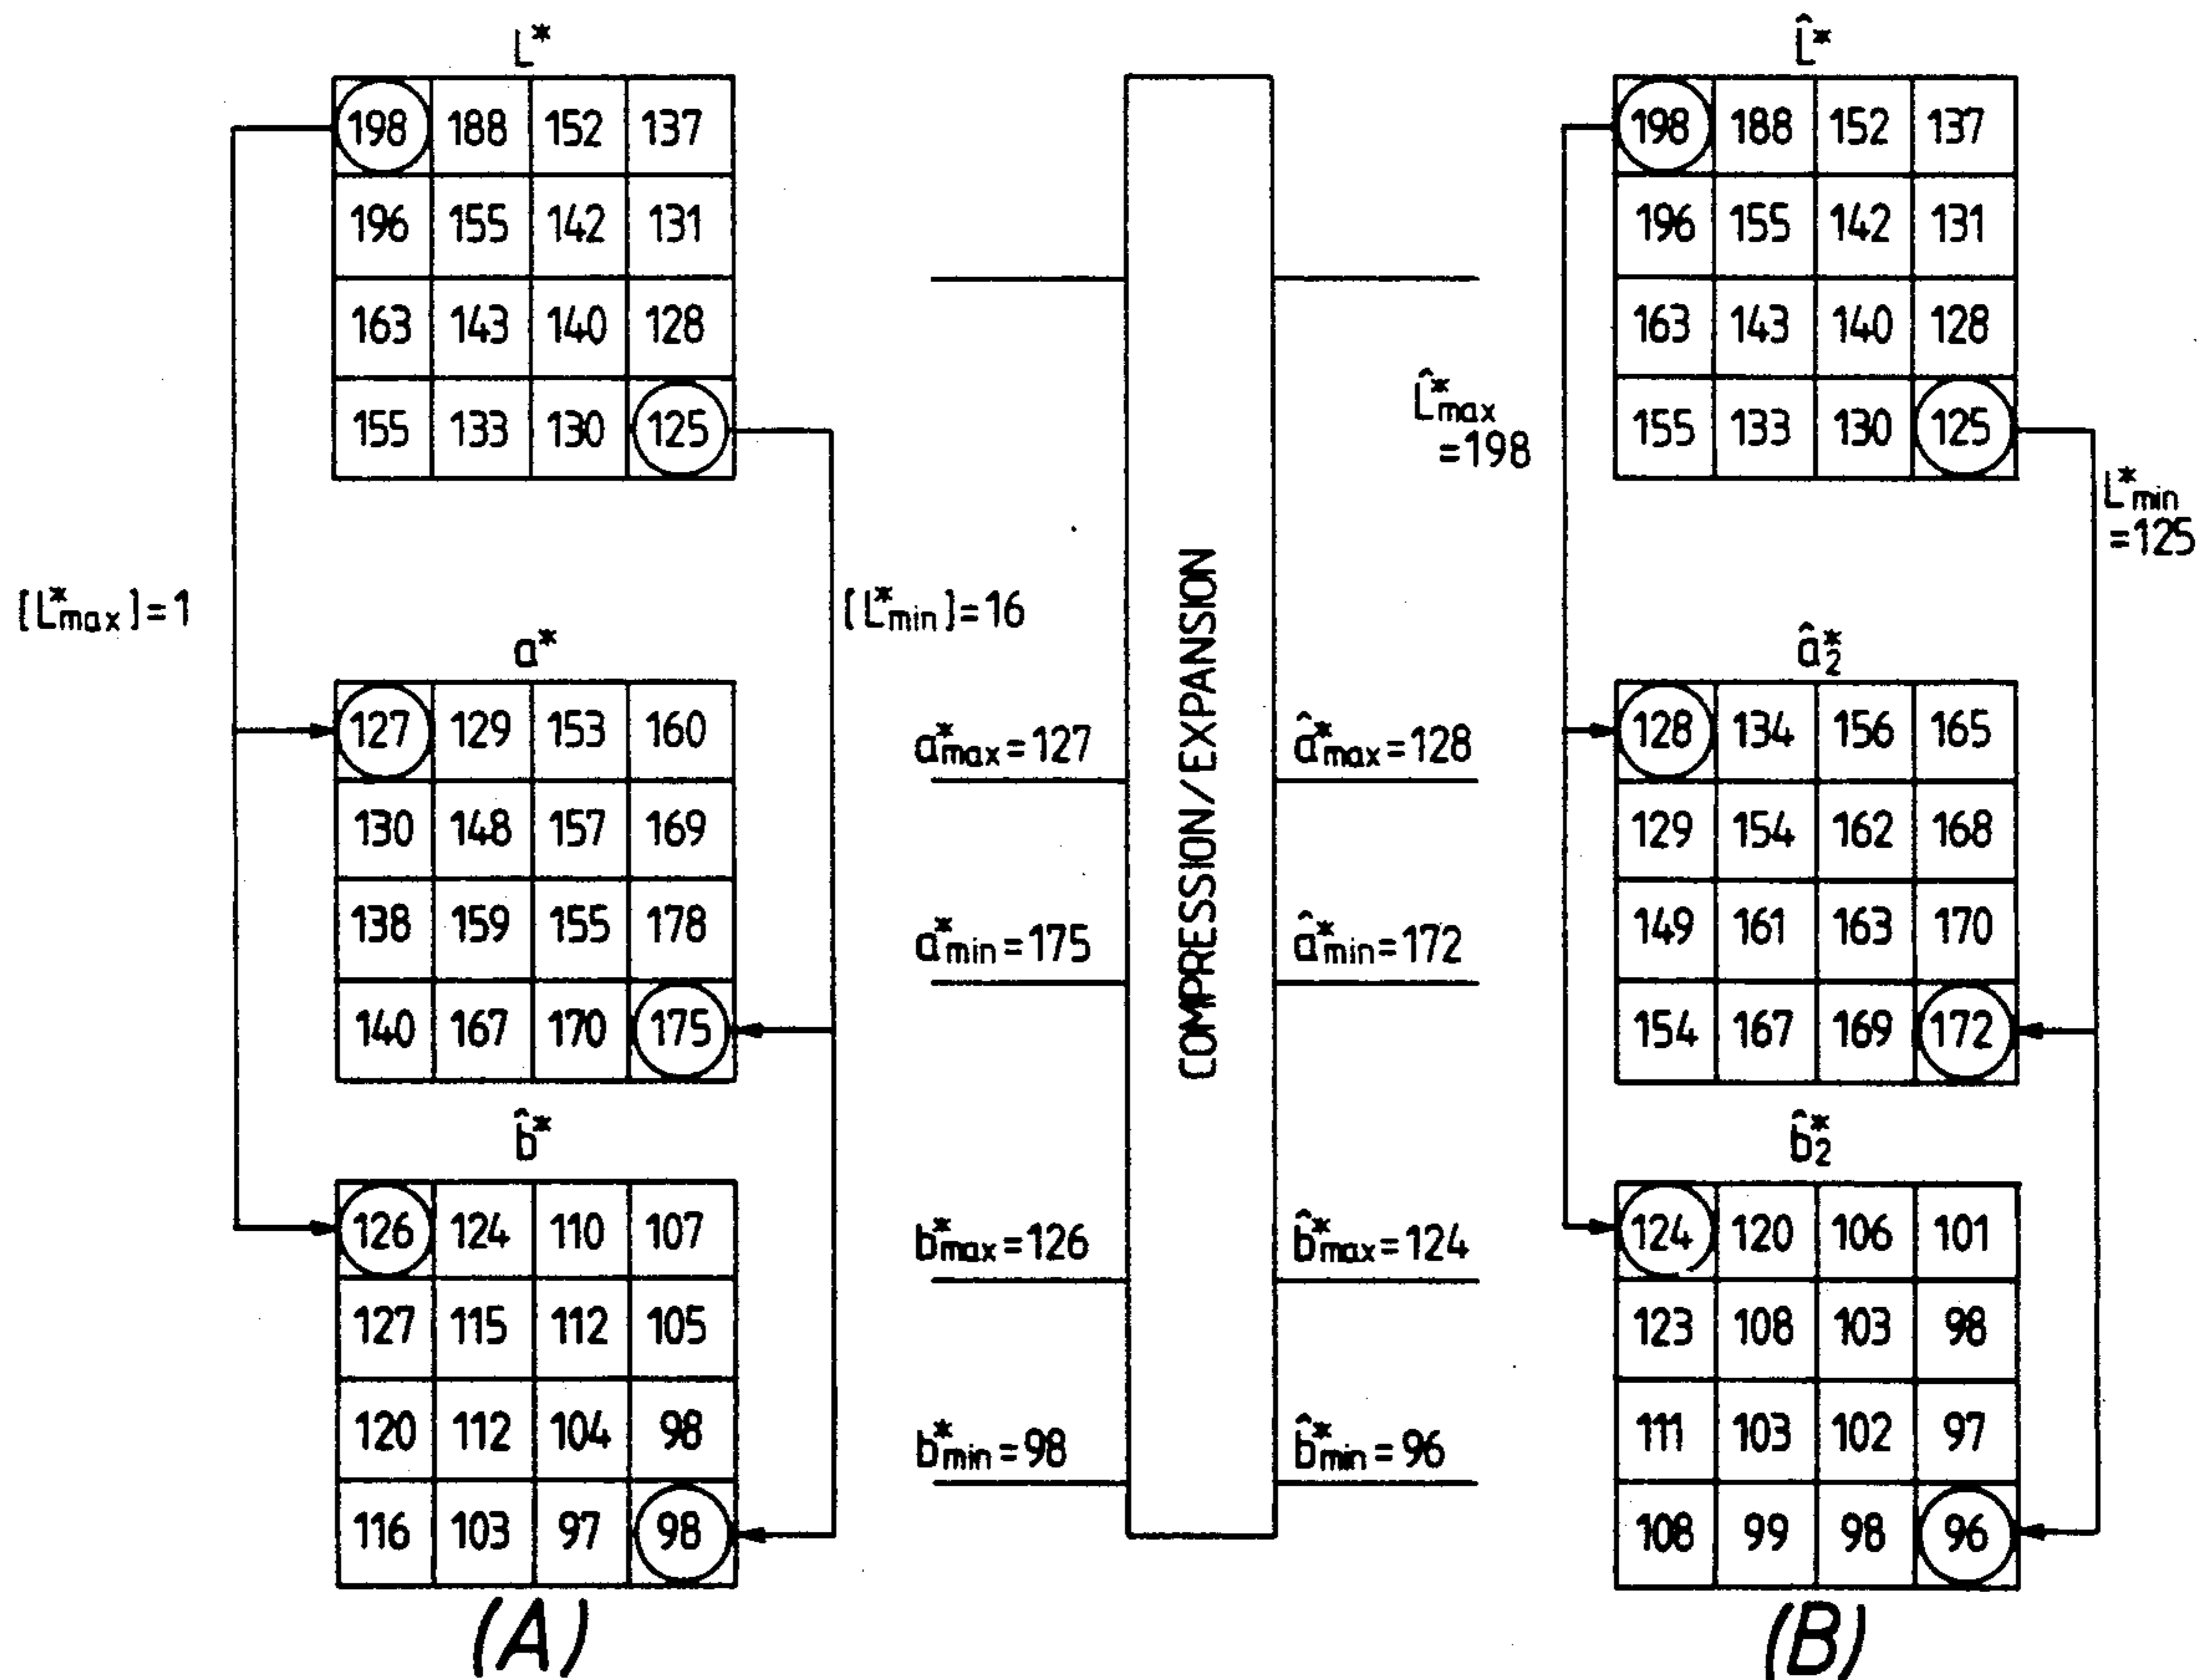 L*
198 188 152 137
196 155 142 131
163 143 140 128
155 133 130 125
[L*max]=1
[L*min]=16
a*
127 129 153 160
130 148 157 169
138 159 155 178
140 167 170 175
b̂*
126 124 110 107
127 115 112 105
120 112 104 98
116 103 97 98
(A)
a*max=127
a*min=175
b*max=126
b*min=98
COMPRESSION/EXPANSION
â*max=128
â*min=172
b̂*max=124
b̂*min=96
L̂*
198 188 152 137
196 155 142 131
163 143 140 128
155 133 130 125
L̂*max
=198
L*min
=125
â*2
128 134 156 165
129 154 162 168
149 161 163 170
154 167 169 172
b̂*2
124 120 106 101
123 108 103 98
111 103 102 97
108 99 98 96
(B)